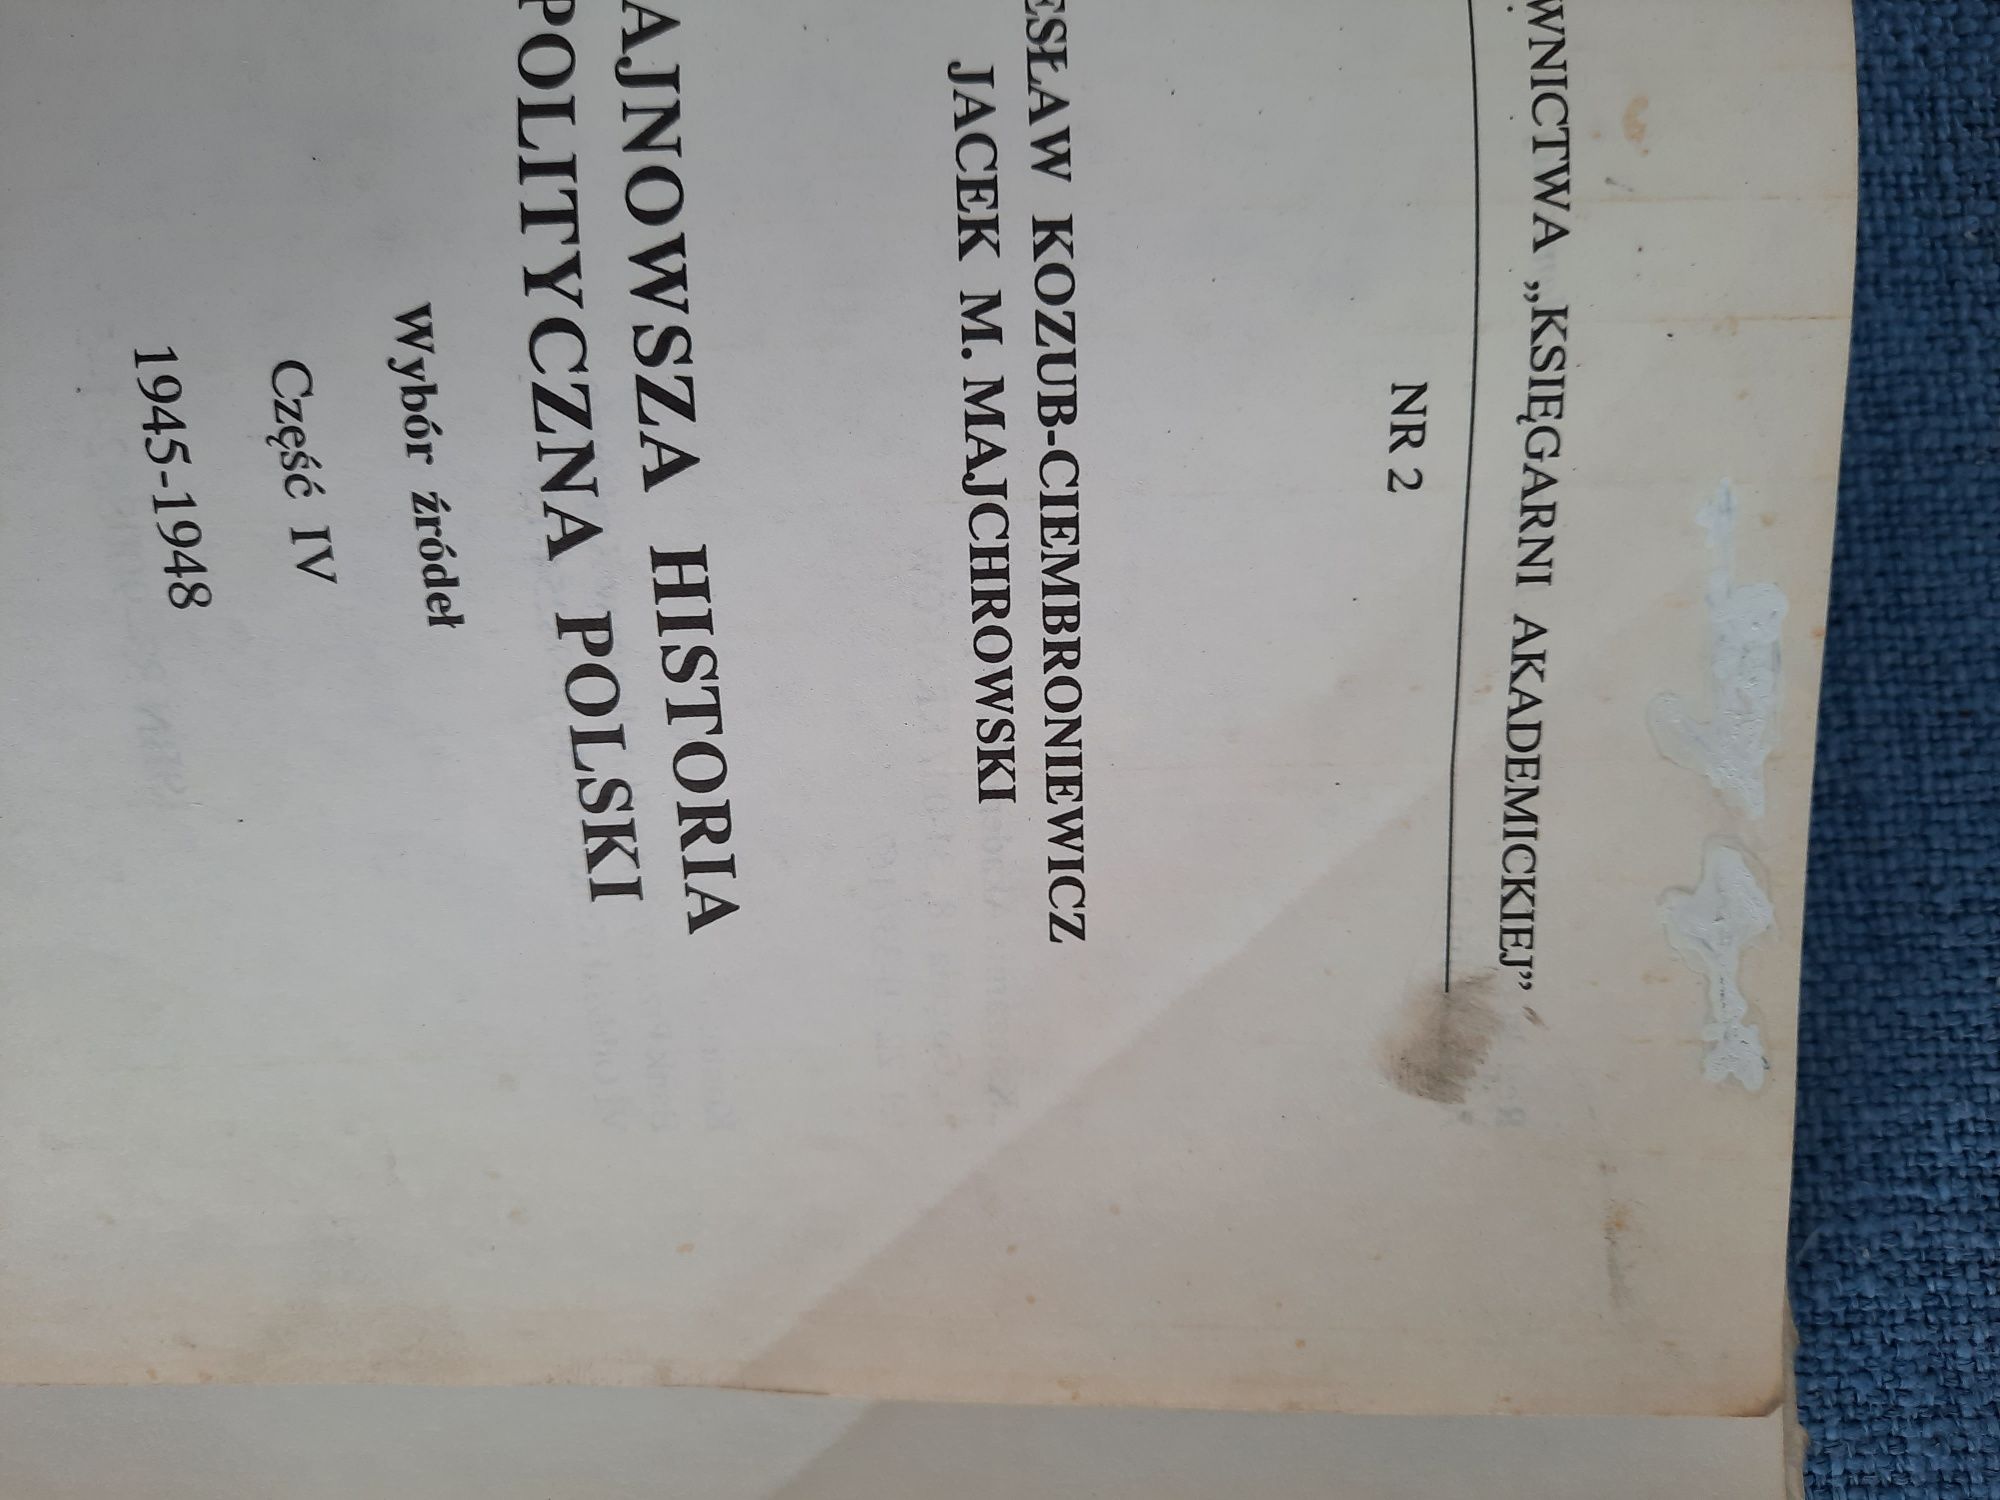 WNICTWA „KSIĘGARNI AKADEMICKIEJ”
NR 2
ESŁAW KOZUB-CIEMBRONIEWICZ
JACEK M. MAJCHROWSKI
AJNOWSZA HISTORIA
POLITYCZNA POLSKI
Wybór źródeł
Część IV
1945-1948